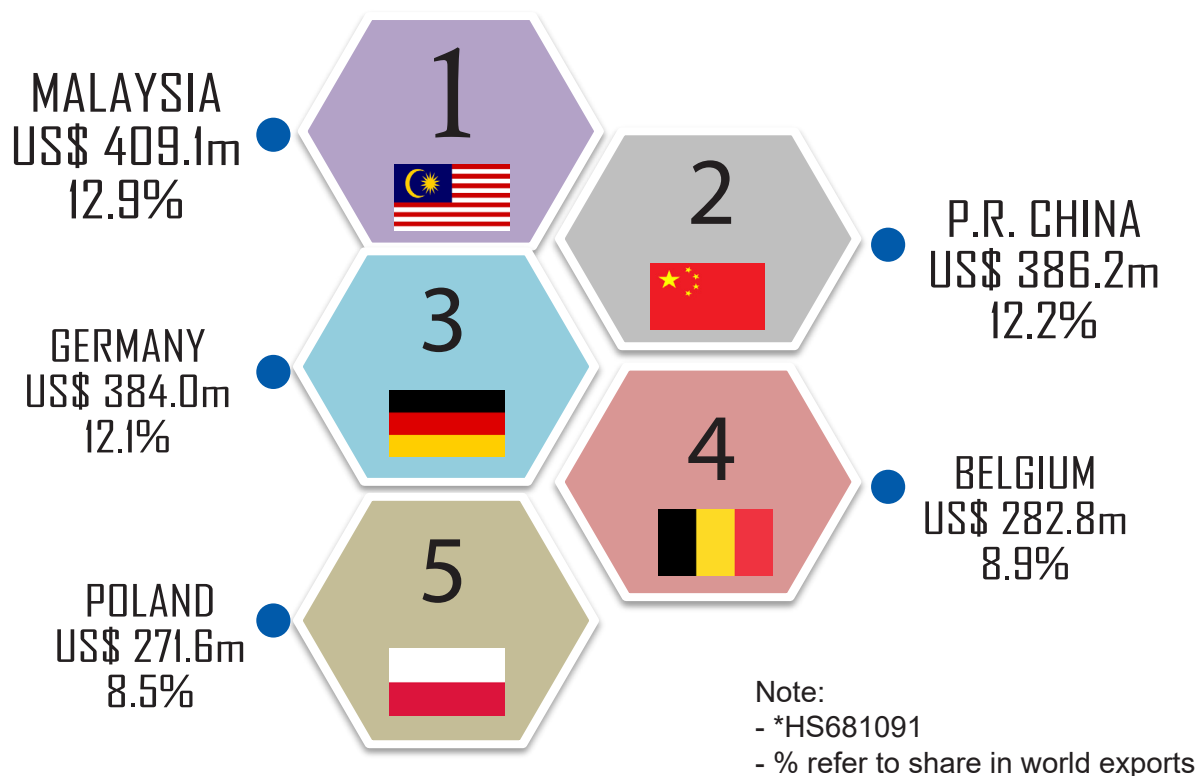 1
MALAYSIA
US$ 409.1m
12.9%
2
P.R. CHINA
US$ 386.2m
12.2%
3
GERMANY
US$ 384.0m
12.1%
4
BELGIUM
US$ 282.8m
8.9%
5
POLAND
US$ 271.6m
8.5%
Note:
- *HS681091
- % refer to share in world exports